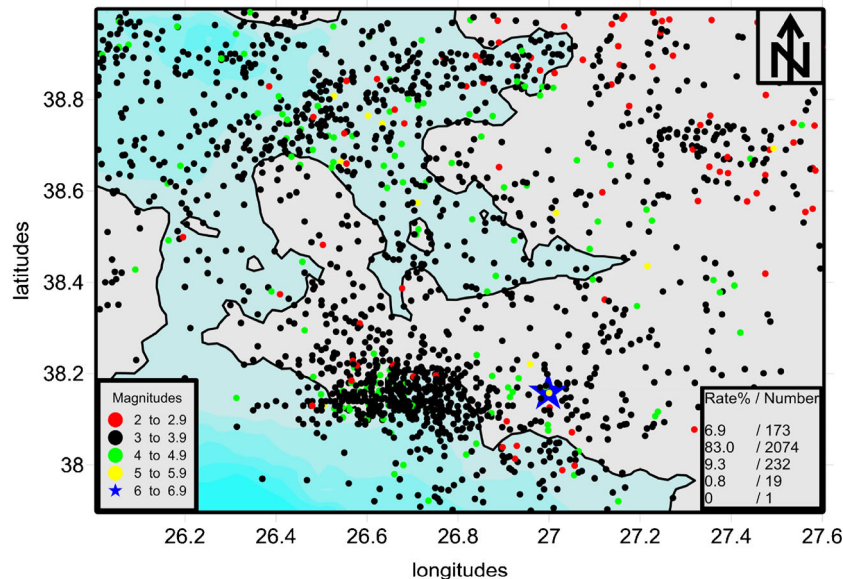 N
38.8
38.6
38.4
38.2
38
latitudes
Magnitudes
2 to 2.9
3 to 3.9
4 to 4.9
5 to 5.9
6 to 6.9
Rate% / Number
6.9 / 173
83.0 / 2074
9.3 / 232
0.8 / 19
0 / 1
26.2 26.4 26.6 26.8 27 27.2 27.4 27.6
longitudes